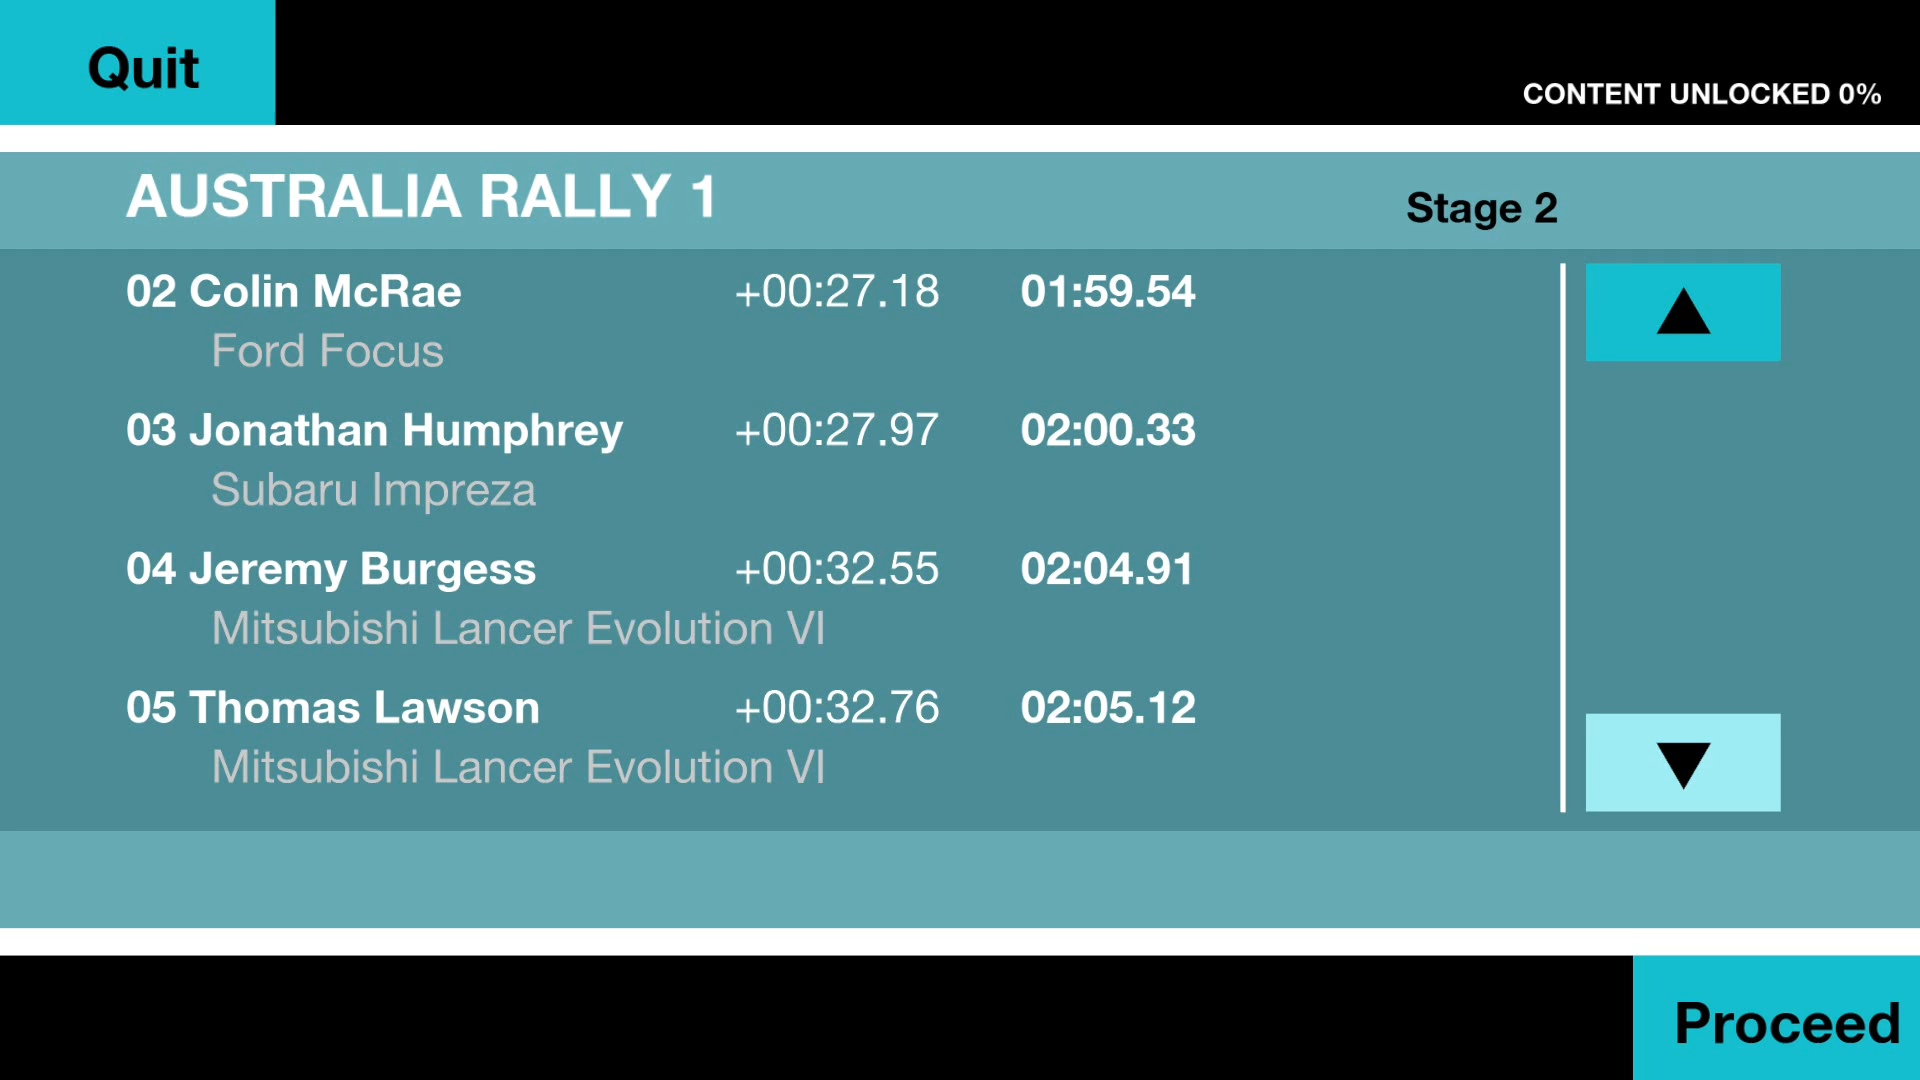 Quit
CONTENT UNLOCKED 0%
AUSTRALIA RALLY 1
Stage 2
02 Colin McRae +00:27.18 01:59.54
Ford Focus
03 Jonathan Humphrey +00:27.97 02:00.33
Subaru Impreza
04 Jeremy Burgess +00:32.55 02:04.91
Mitsubishi Lancer Evolution VI
05 Thomas Lawson +00:32.76 02:05.12
Mitsubishi Lancer Evolution VI
Proceed